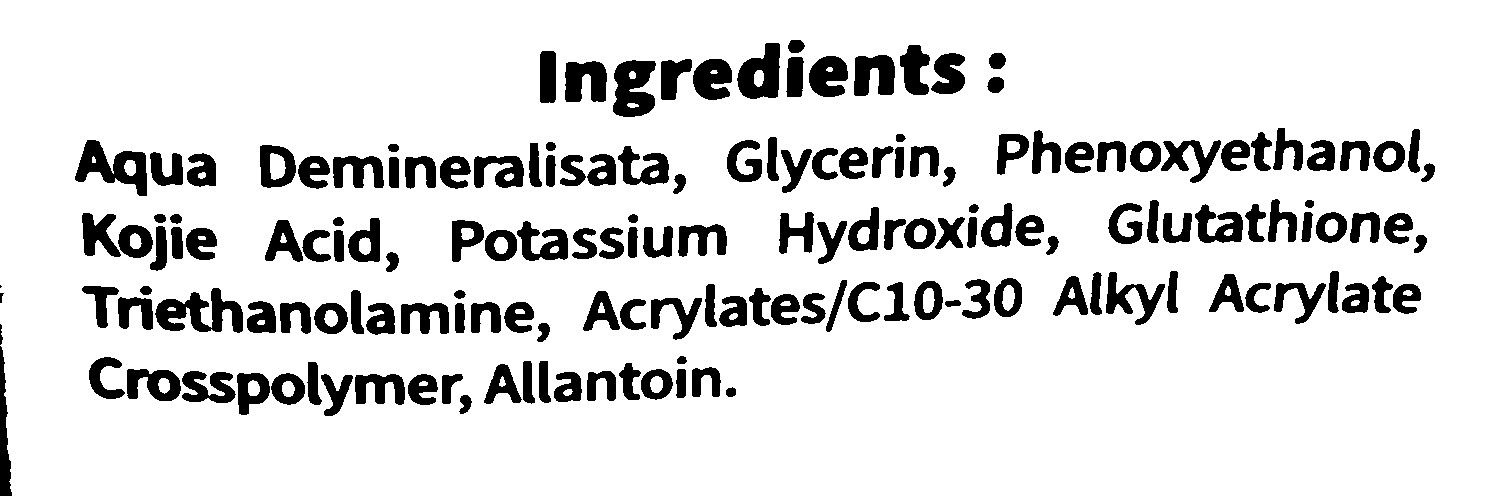 Ingredients :
Aqua Demineralisata, Glycerin, Phenoxyethanol,
Kojie Acid, Potassium Hydroxide, Glutathione,
Triethanolamine, Acrylates/C10-30 Alkyl Acrylate
Crosspolymer, Allantoin.